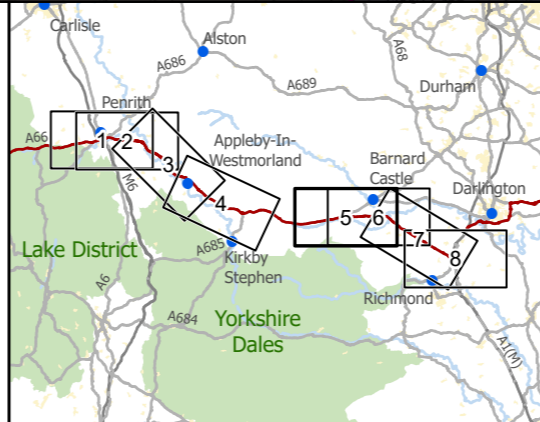 Carlisle
Alston
A686
A68
A689
Durham
Penrith
A66
1
2
3
Appleby-In-
Westmorland
Barnard
Castle
Darlington
M6
4
5
6
7
8
Lake District
A685
Kirkby
Stephen
A6
Richmond
A684
Yorkshire
Dales
A1(M)